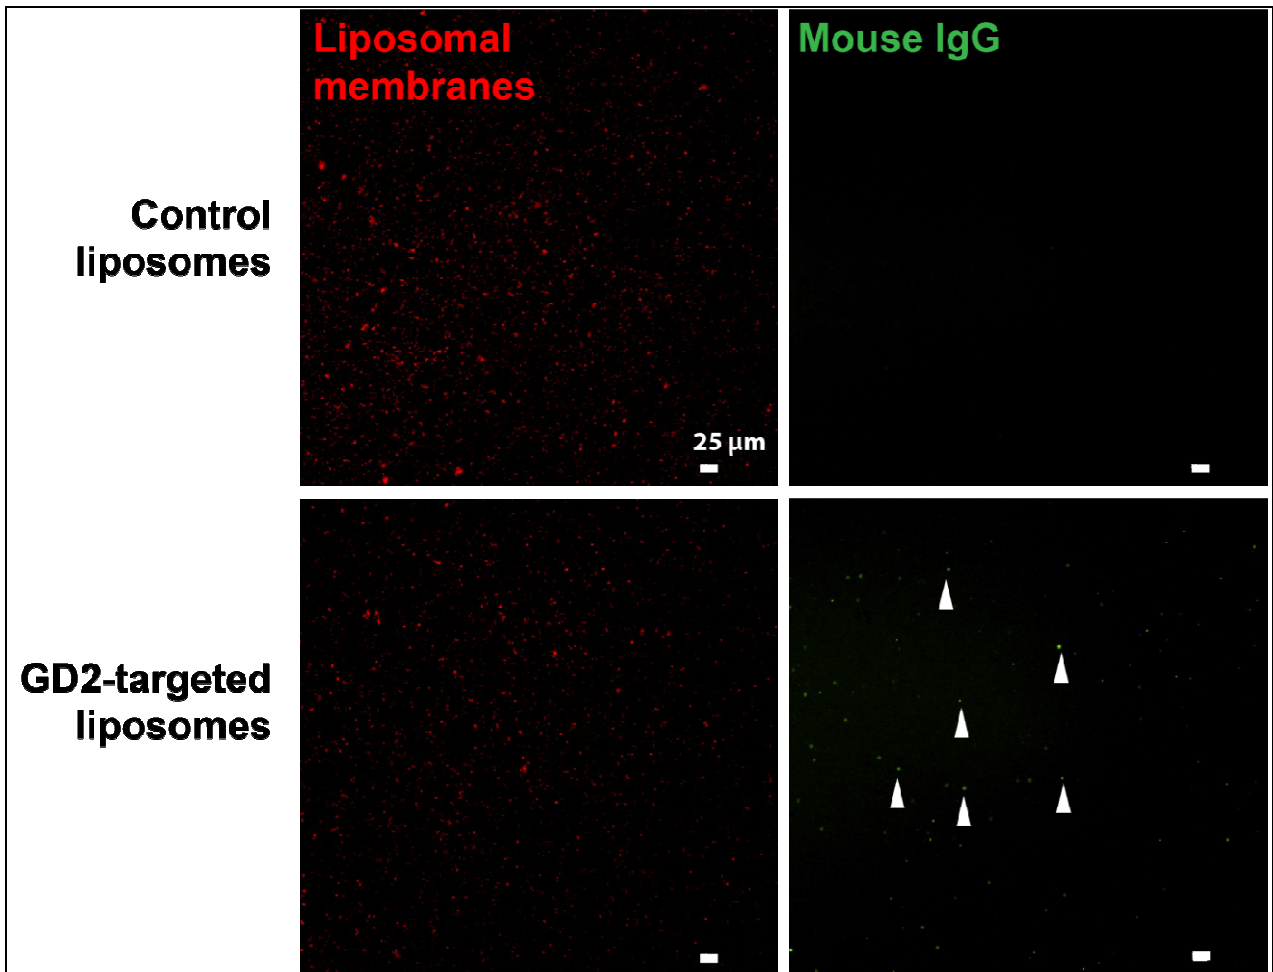 Liposomal
membranes
Mouse IgG
Control
liposomes
25 µm
GD2-targeted
liposomes